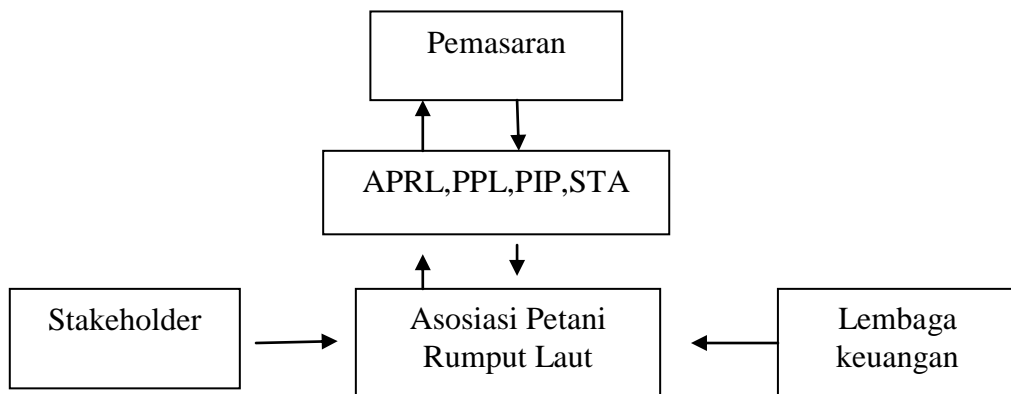 Pemasaran
APRL,PPL,PIP,STA
Stakeholder
Asosiasi Petani
Rumput Laut
Lembaga
keuangan